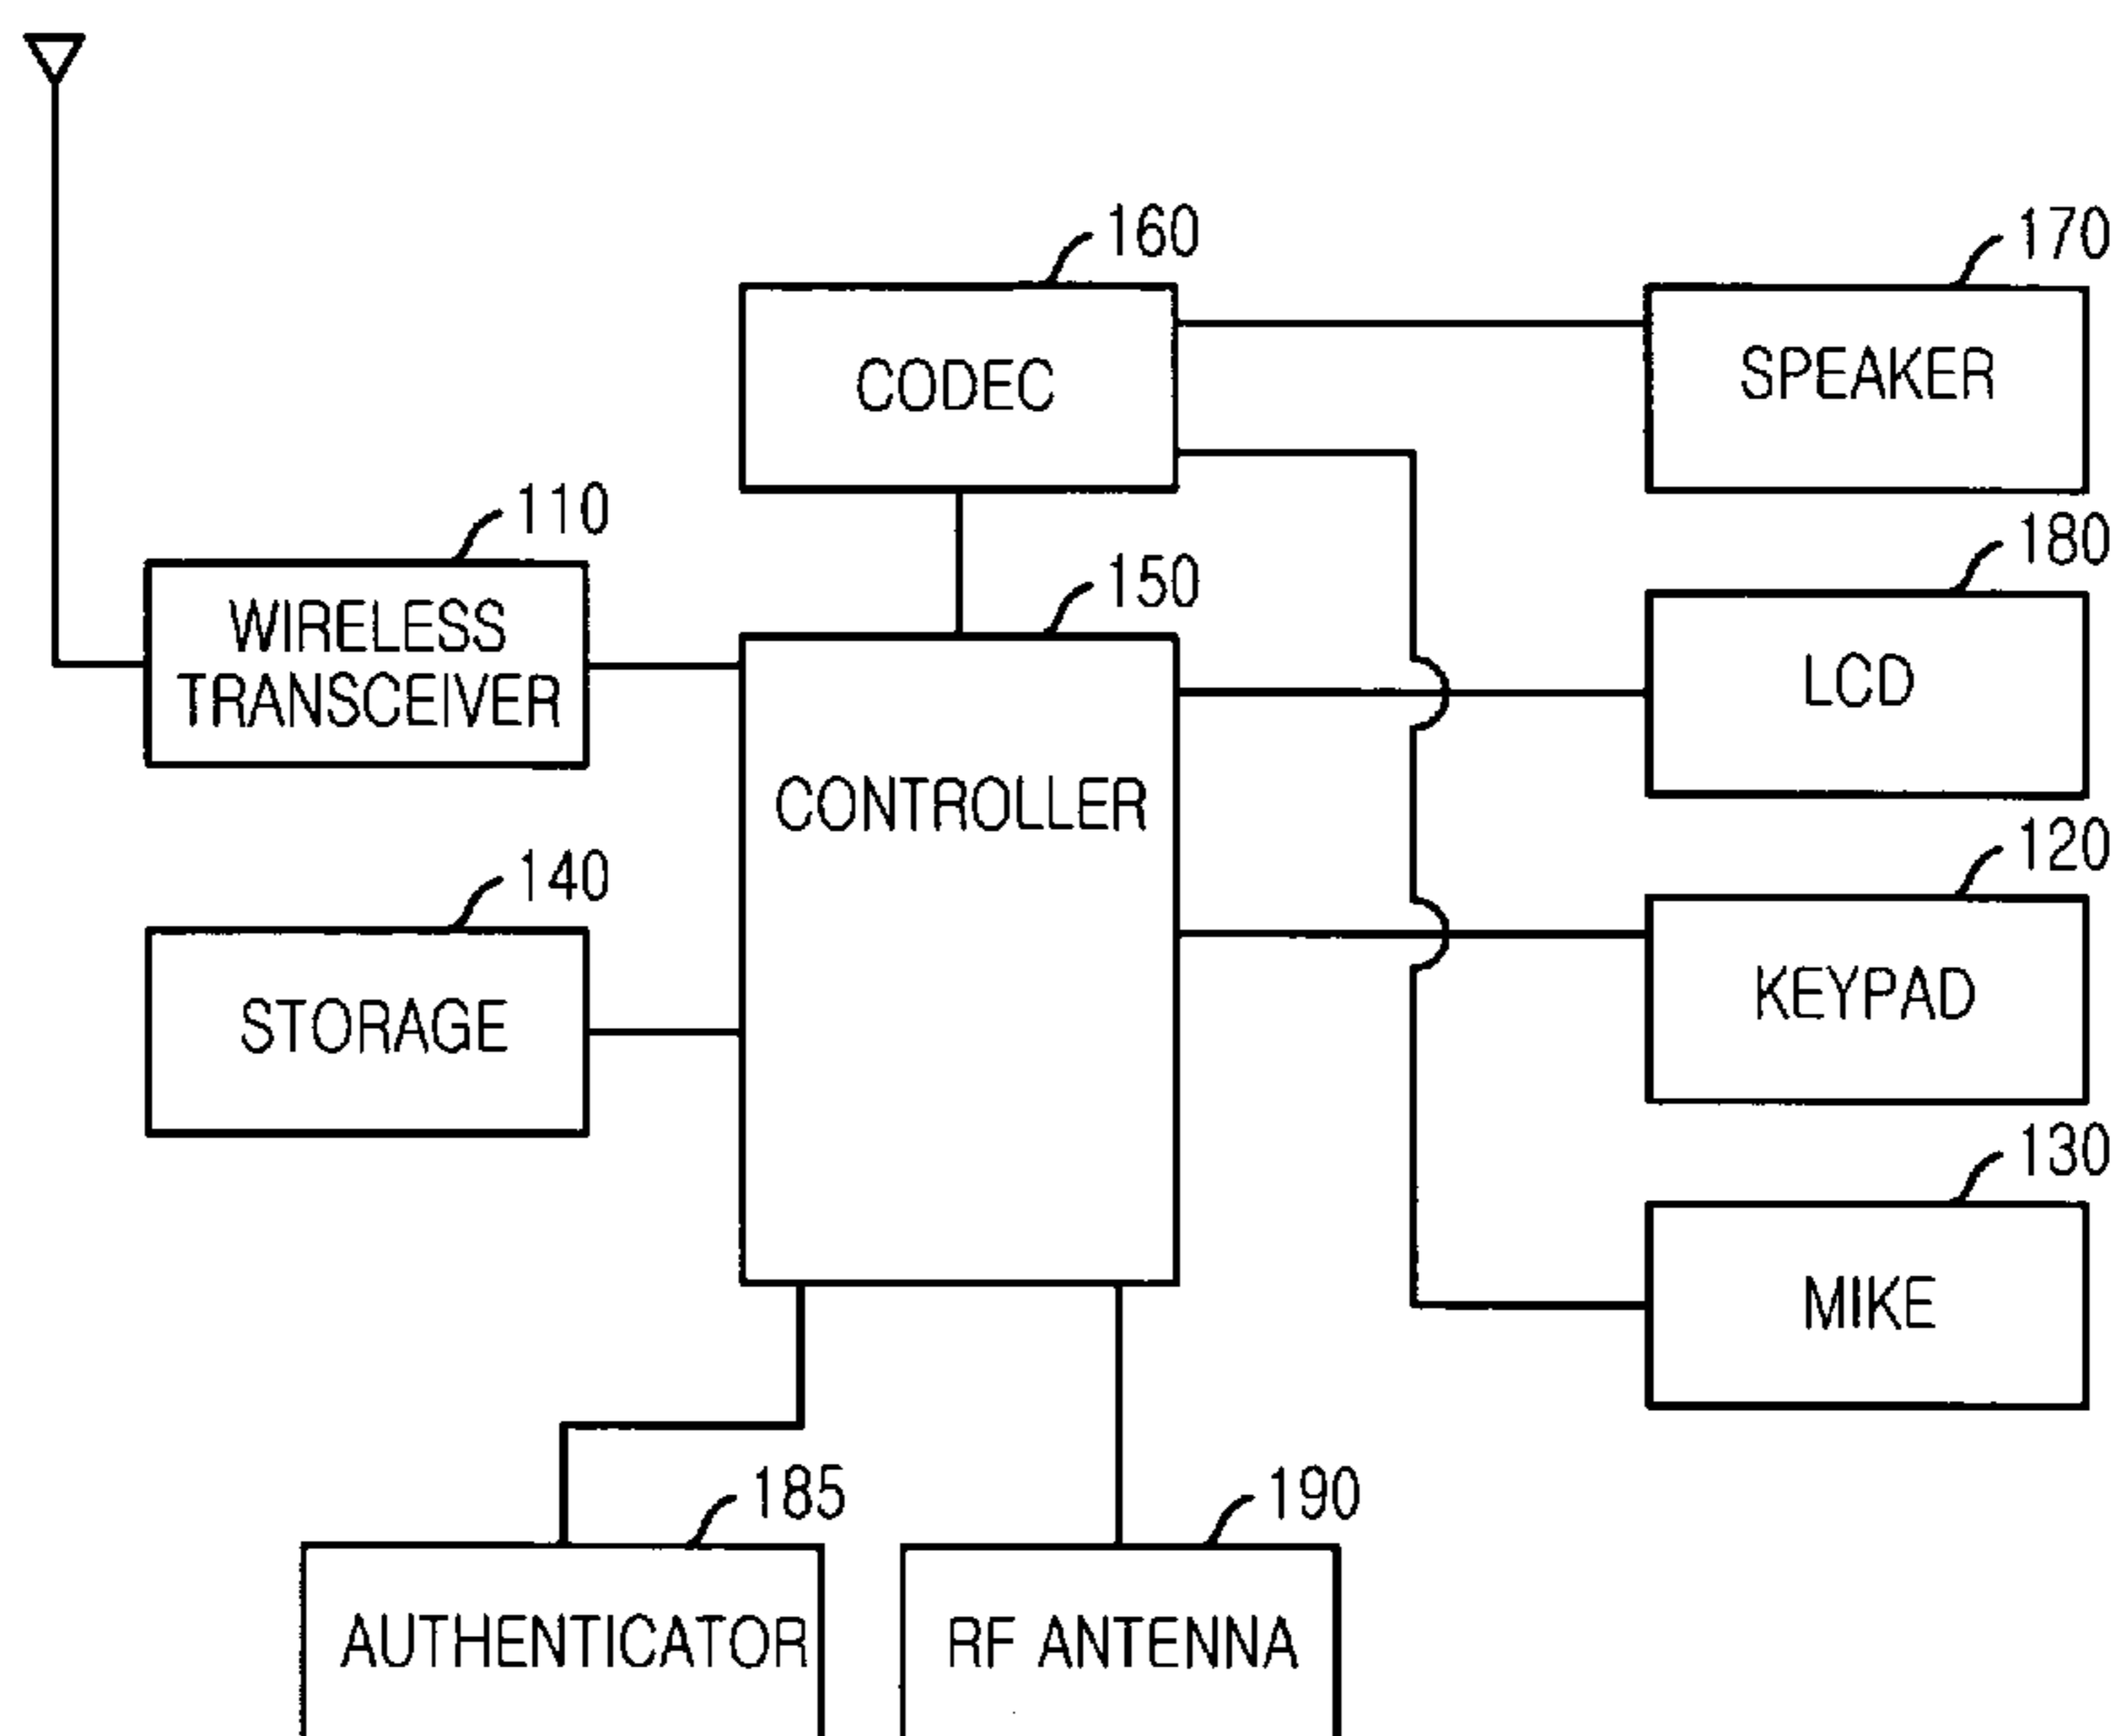 160
170
CODEC
SPEAKER
110
180
150
WIRELESS
TRANSCEIVER
LCD
CONTROLLER
140
120
STORAGE
KEYPAD
130
MIKE
185
190
AUTHENTICATOR
RF ANTENNA